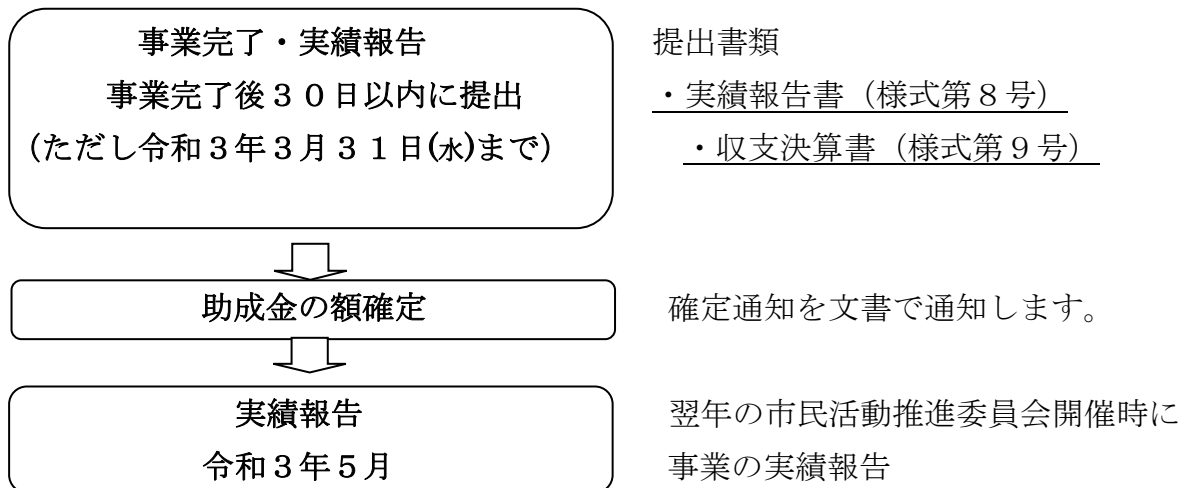 事業完了・実績報告
事業完了後３０日以内に提出
(ただし令和３年３月３１日(水)まで）
提出書類
・実績報告書（様式第８号）
・収支決算書（様式第９号）
助成金の額確定
確定通知を文書で通知します。
実績報告
令和３年５月
翌年の市民活動推進委員会開催時に
事業の実績報告